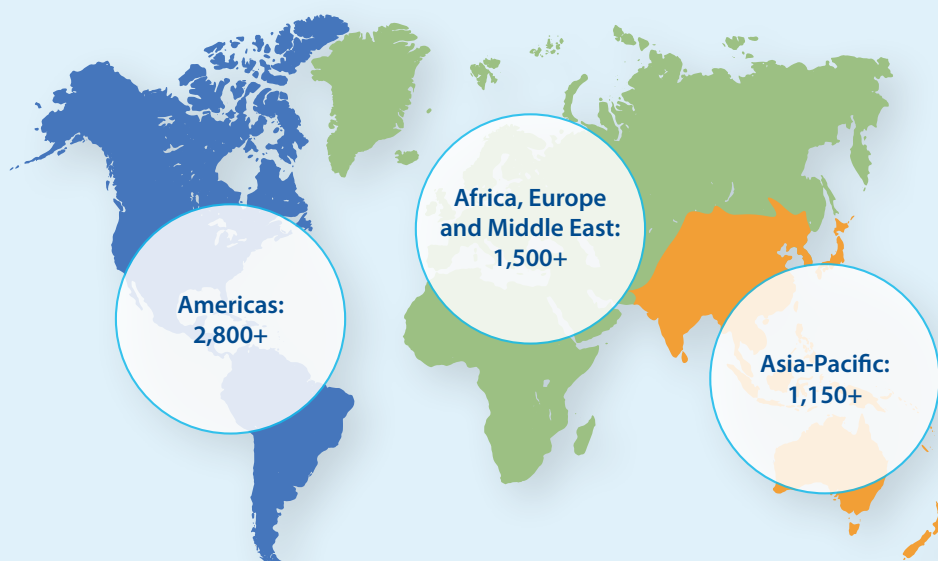 Africa, Europe
and Middle East:
1,500+
Americas:
2,800+
Asia-Pacific:
1,150+